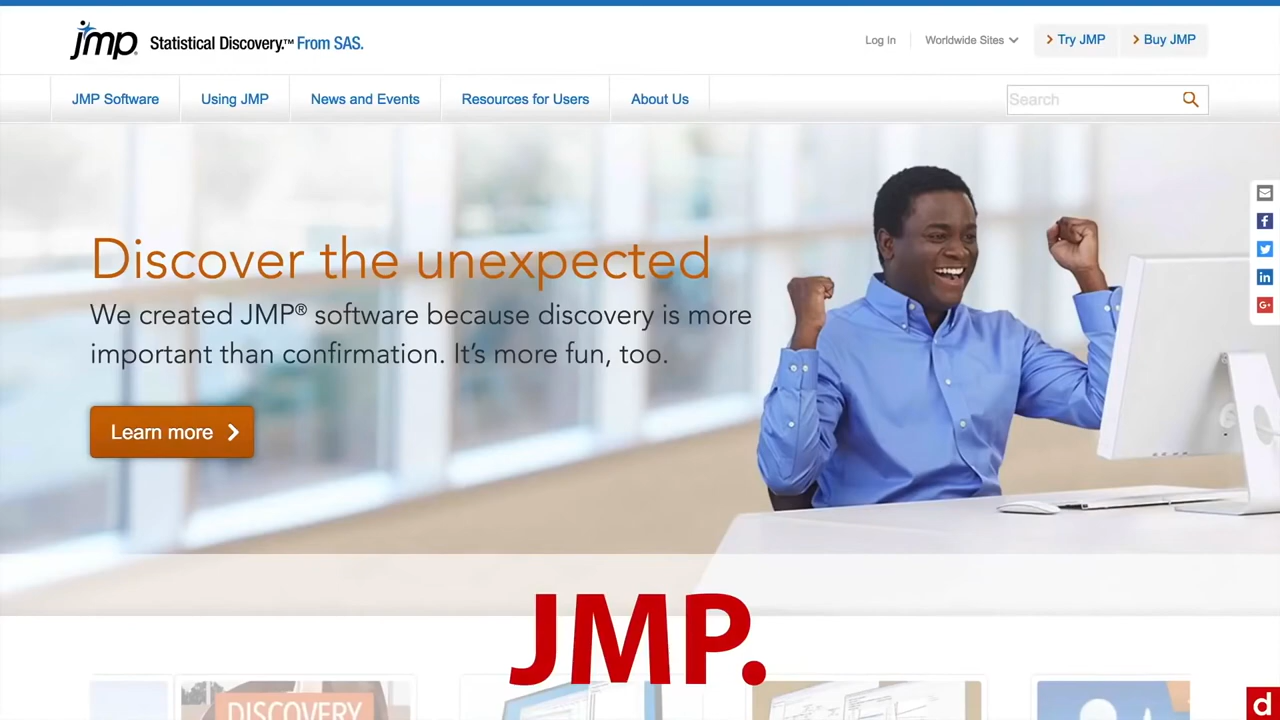 jmp Statistical Discovery.™ From SAS.
Log In
Worldwide Sites
Try JMP
Buy JMP
JMP Software
Using JMP
News and Events
Resources for Users
About Us
Search
Discover the unexpected
We created JMP® software because discovery is more
important than confirmation. It's more fun, too.
Learn more
JMP.
DISCOVERY
d